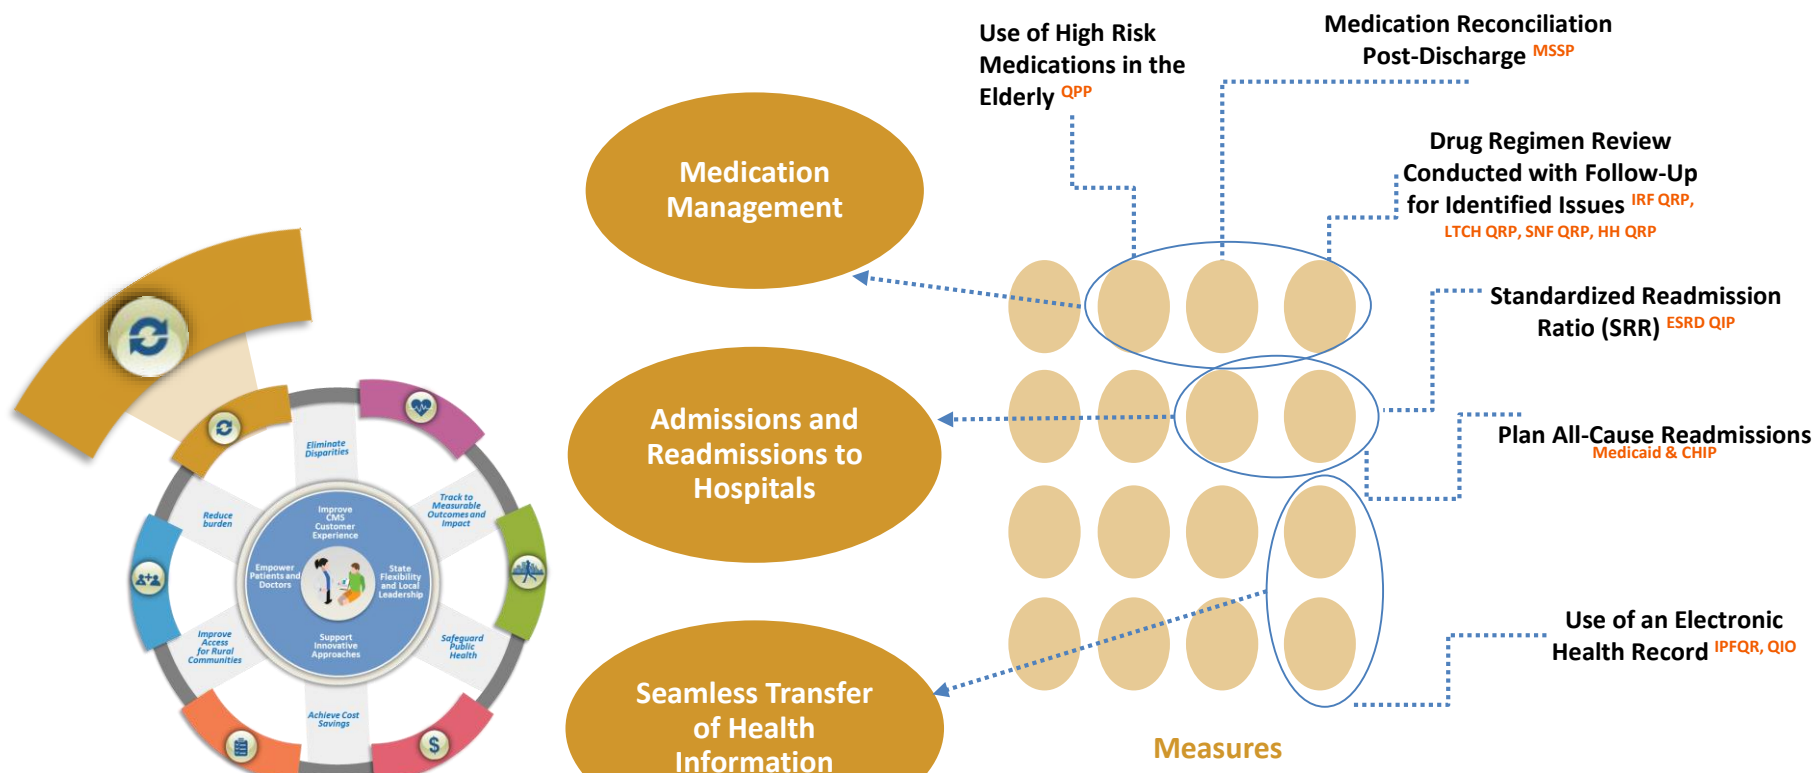 Use of High Risk
Medications in the
Elderly QPP
Medication Reconciliation
Post-Discharge MSSP
Drug Regimen Review
Conducted with Follow-Up
for Identified Issues IRF QRP,
LTCH QRP, SNF QRP, HH QRP
Standardized Readmission
Ratio (SRR) ESRD QIP
Plan All-Cause Readmissions
Medicaid & CHIP
Use of an Electronic
Health Record IPFQR, QIO
Measures
Medication
Management
Admissions and
Readmissions to
Hospitals
Seamless Transfer
of Health
Information
Eliminate
Disparities
Track to
Measurable
Outcomes and
Impact
Safeguard
Public
Health
Achieve Cost
Savings
Improve
Access
for Rural
Communities
Reduce
burden
Improve
CMS
Customer
Experience
State
Flexibility
and Local
Leadership
Support
Innovative
Approaches
Empower
Patients and
Doctors
$